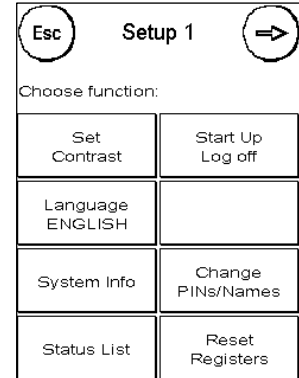 Esc Setup 1
Choose function:
Set Contrast
Start Up Log off
Language ENGLISH
System Info
Change PINs/Names
Status List
Reset Registers